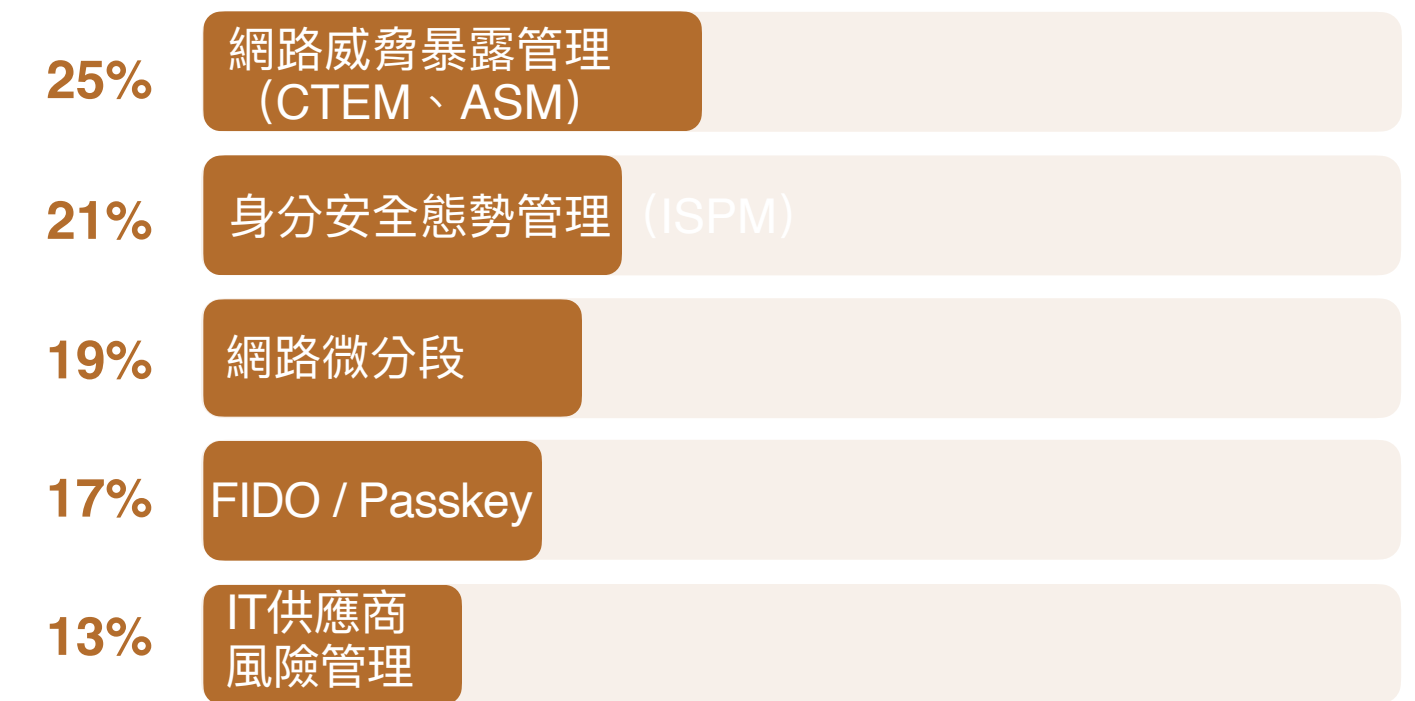 25%
網路威脅暴露管理
（CTEM、ASM）
21%
身分安全態勢管理（ISPM）
19%
網路微分段
17%
FIDO / Passkey
13%
IT供應商
風險管理